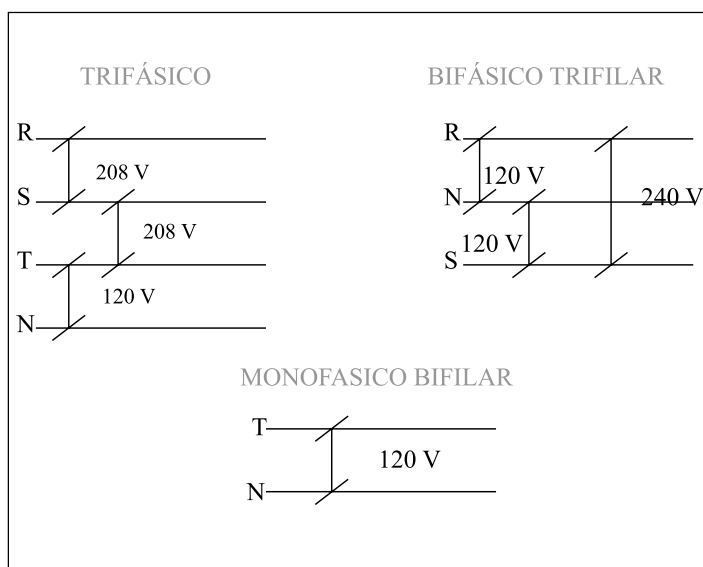 TRIFÁSICO
R
208 V
S
208 V
T
120 V
N
BIFÁSICO TRIFILAR
R
120 V
N
240 V
120 V
S
MONOFASICO BIFILAR
T
120 V
N